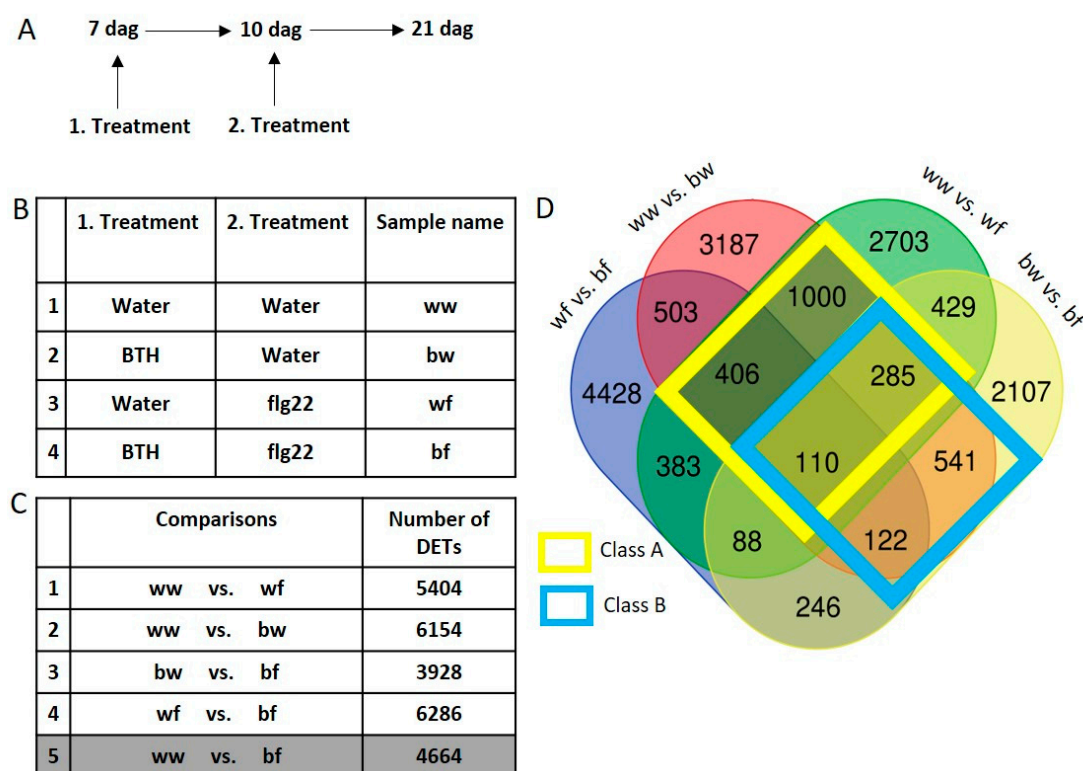 A
7 dag 10 dag 21 dag
1. Treatment 2. Treatment
B
1. Treatment 2. Treatment Sample name
1 Water Water ww
2 BTH Water bw
3 Water flg22 wf
4 BTH flg22 bf
C
Comparisons Number of
DETs
1 ww vs. wf 5404
2 ww vs. bw 6154
3 bw vs. bf 3928
4 wf vs. bf 6286
5 ww vs. bf 4664
D
wf vs. bf
ww vs. bw
ww vs. wf
bw vs. bf
3187 2703
503 1000 429
4428 406 285 2107
383 110 541
88 122
246
Class A
Class B